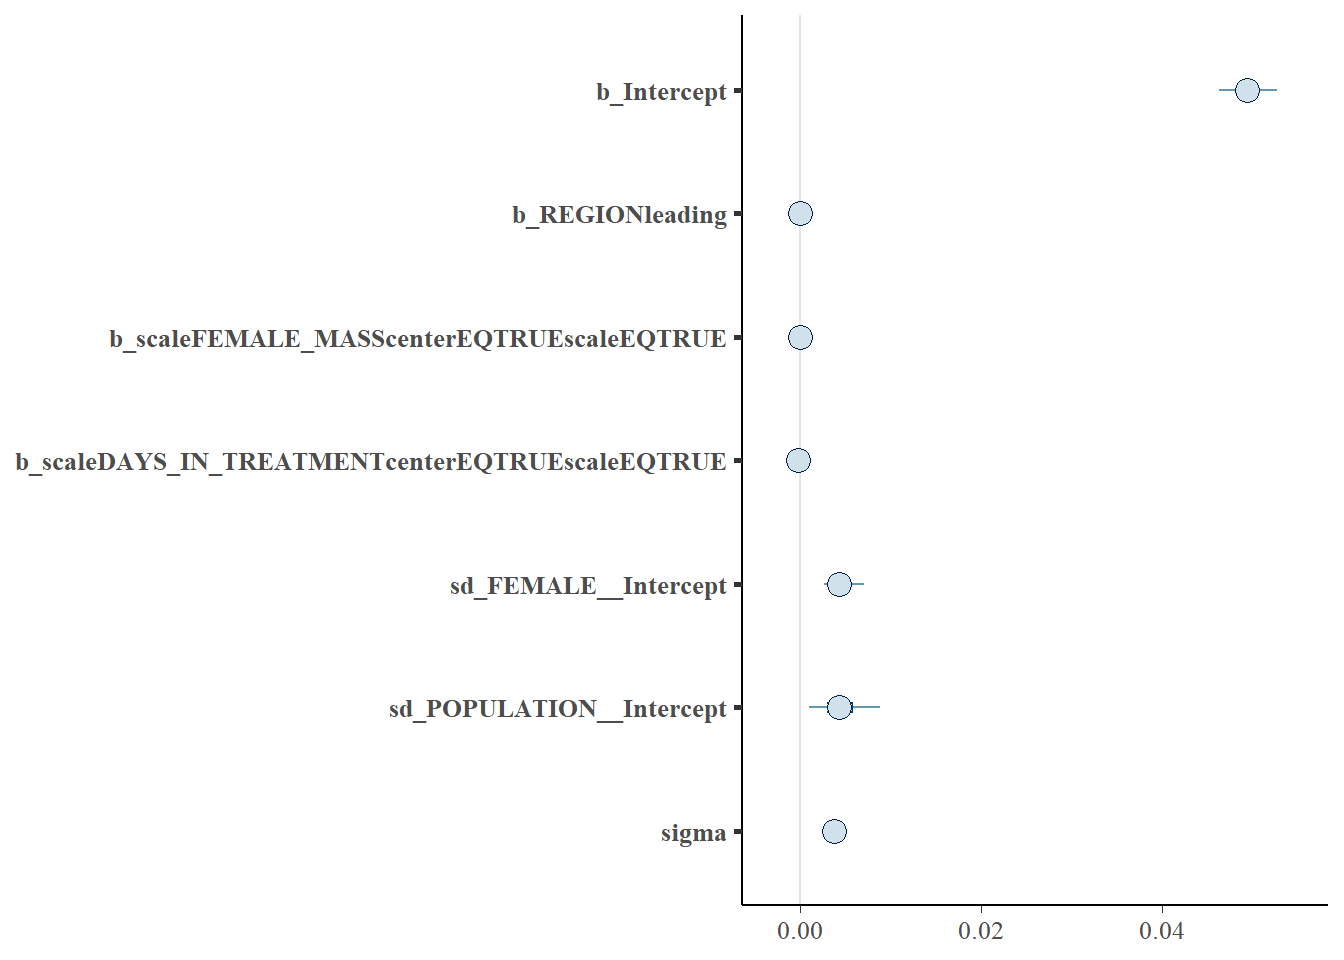 b_Intercept
b_REGIONleading
b_scaleFEMALE_MASScenterEQTRUEscaleEQTRUE
b_scaleDAYS_IN_TREATMENTcenterEQTRUEscaleEQTRUE
sd_FEMALE__Intercept
sd_POPULATION__Intercept
sigma
0.00 0.02 0.04